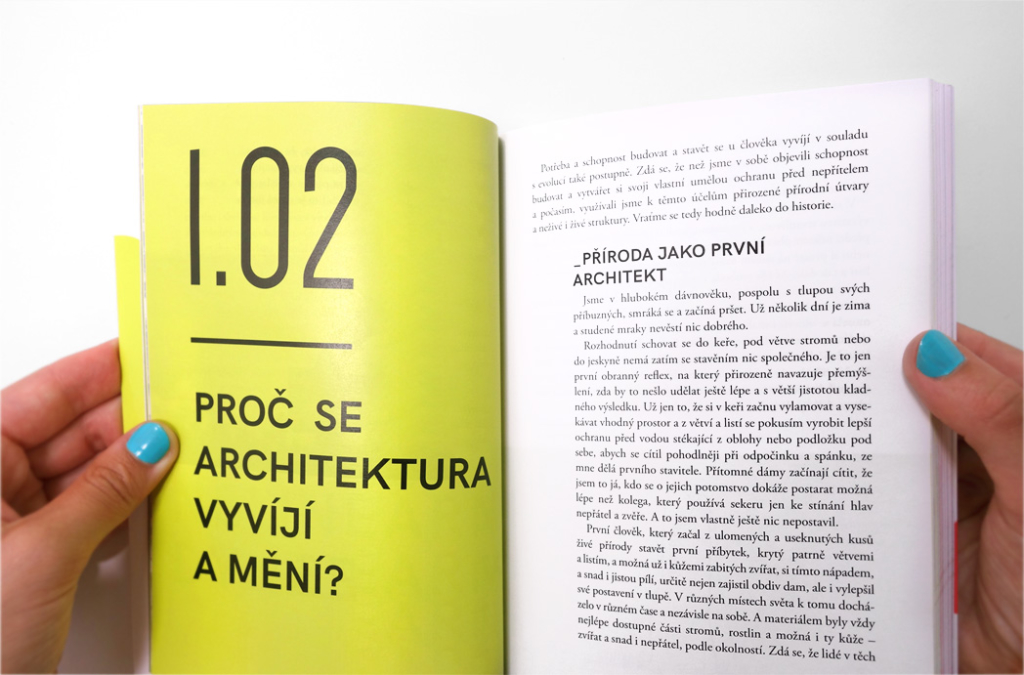 I.02
PROČ SE
ARCHITEKTURA
VYVÍJÍ
A MĚNÍ?
Potřeba a schopnost budovat a stavět se u člověka vyvíjí v souladu
s evolucí také postupně. Zdá se, že než jsme v sobě objevili schopnost
budovat a vytvářet si svoji vlastní umělou ochranu před nepřítelem
a počasím, využívali jsme k těmto účelům přirozené přírodní útvary
a neživé i živé struktury. Vraťme se tedy hodně daleko do historie.
_PŘÍRODA JAKO PRVNÍ
ARCHITEKT
Jsme v hlubokém dávnověku, pospolu s tlupou svých
příbuzných, smráká se a začíná pršet. Už několik dní je zima
a studené mraky nevěstí nic dobrého.
Rozhodnutí schovat se do keře, pod větve stromů nebo
do jeskyně nemá zatím se stavěním nic společného. Je to jen
první obranný reflex, na který přirozeně navazuje přemýš-
lení, zda by to nešlo udělat ještě lépe a s větší jistotou klad-
ného výsledku. Už jen to, že si v keři začnu vylamovat a vyse-
kávat vhodný prostor a z větví a listí se pokusím vyrobit lepší
ochranu před vodou stékající z oblohy nebo podložku pod
sebe, abych se cítil pohodlněji při odpočinku a spánku, ze
mne dělá prvního stavitele. Přítomné dámy začínají cítit, že
jsem to já, kdo se o jejich potomstvo dokáže postarat možná
lépe než kolega, který používá sekeru jen ke stínání hlav
nepřátel a zvěře. A to jsem vlastně ještě nic nepostavil.
První člověk, který začal z ulomených a useknutých kusů
živé přírody stavět první příbytek, krytý patrně větvemi
a listím, a možná už i kůžemi zabitých zvířat, si tímto nápadem,
a snad i jistou pílí, určitě nejen zajistil obdiv dam, ale i vylepšil
své postavení v tlupě. V různých místech světa k tomu dochá-
zelo v různém čase a nezávisle na sobě. A materiálem byly vždy
nejlépe dostupné části stromů, rostlin a možná i ty kůže –
zvířat a snad i nepřátel, podle okolností. Zdá se, že lidé v těch